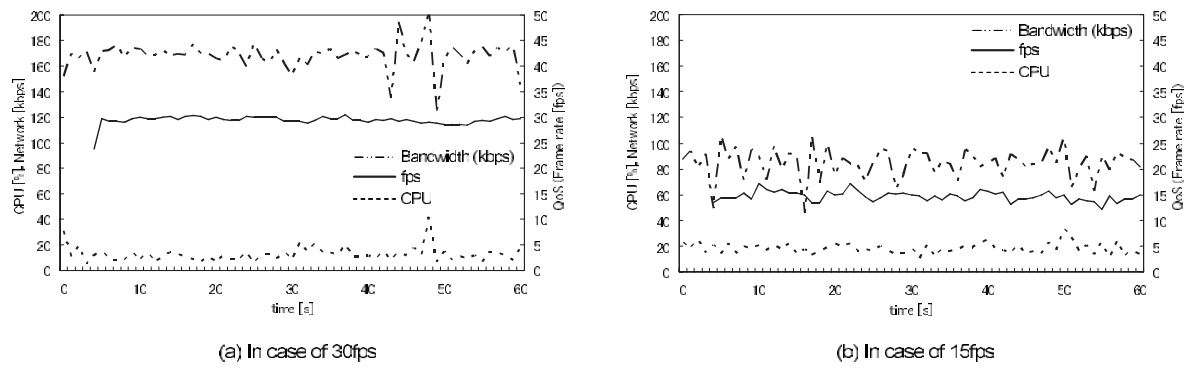 200
180
160
140
120
100
80
60
40
20
0
CPU [%], Network [kbps]
50
45
40
35
30
25
20
15
10
5
0
QoS [Frame rate [fps]
Bandwidth (kbps)
fps
CPU
0 10 20 30 40 50 60
time [s]
(a) In case of 30fps
200
180
160
140
120
100
80
60
40
20
0
CPU [%], Network [kbps]
50
45
40
35
30
25
20
15
10
5
0
QoS [Frame rate [fps]
Bandwidth (kbps)
fps
CPU
0 10 20 30 40 50 60
time [s]
(b) In case of 15fps